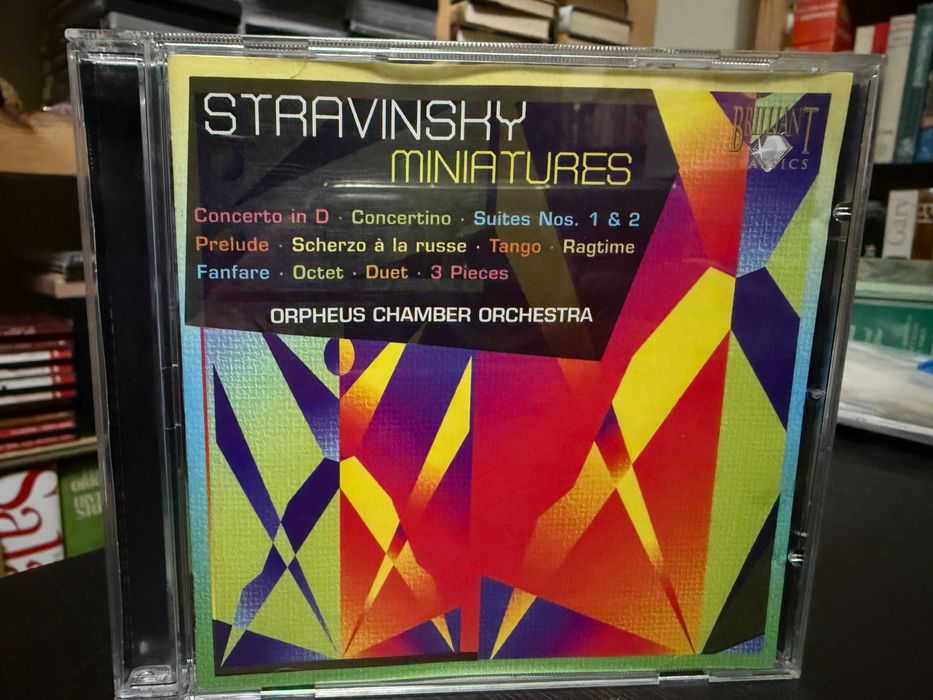 STRAVINSKY
MINIATURES
BRILLIANT
CLASSICS
Concerto in D · Concertino · Suites Nos. 1 & 2
Prelude · Scherzo à la russe · Tango · Ragtime
Fanfare · Octet · Duet · 3 Pieces
ORPHEUS CHAMBER ORCHESTRA
Gary